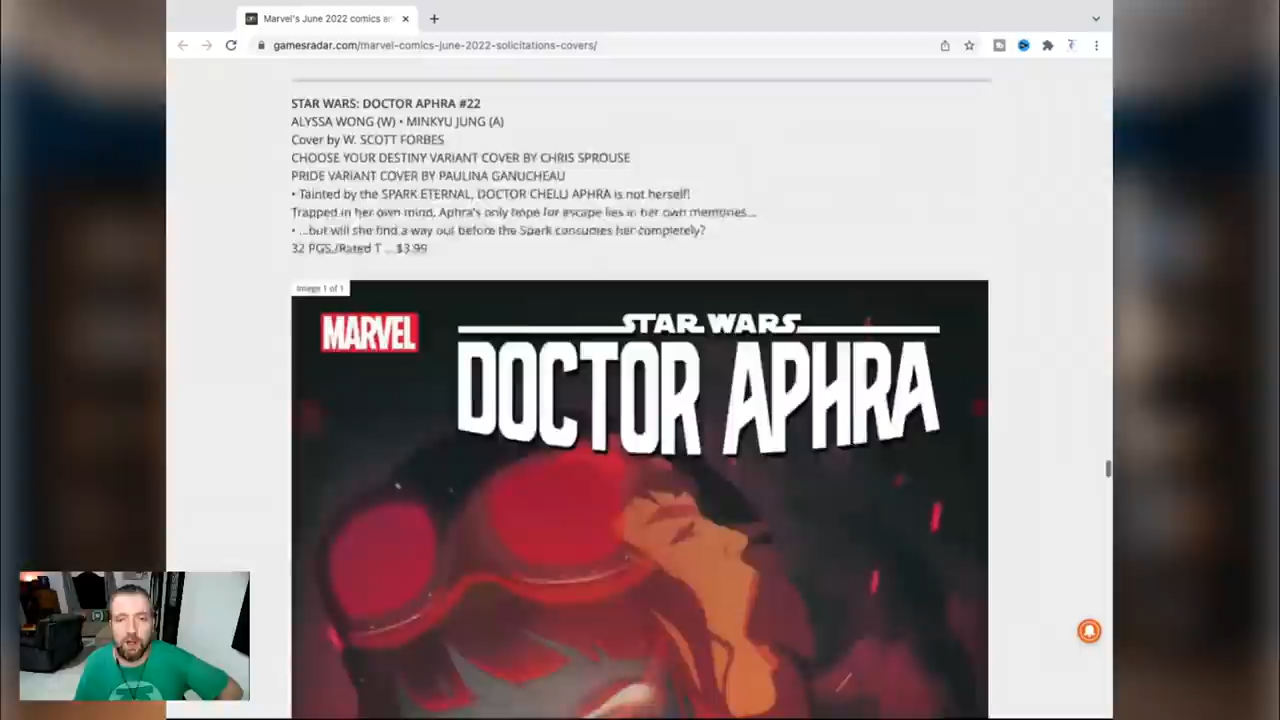 Marvel's June 2022 comics an
gamesradar.com/marvel-comics-june-2022-solicitations-covers/
STAR WARS: DOCTOR APHRA #22
ALYSSA WONG (W) • MINKYU JUNG (A)
Cover by W. SCOTT FORBES
CHOOSE YOUR DESTINY VARIANT COVER BY CHRIS SPROUSE
PRIDE VARIANT COVER BY PAULINA GANUCHEAU
• Tainted by the SPARK ETERNAL, DOCTOR CHELLI APHRA is not herself!
Trapped in her own mind, Aphra's only hope for escape lies in her own memories...
• ...but will she find a way out before the Spark consumes her completely?
32 PGS./Rated T ...$3.99
Image 1 of 1
MARVEL
STAR WARS
DOCTOR APHRA